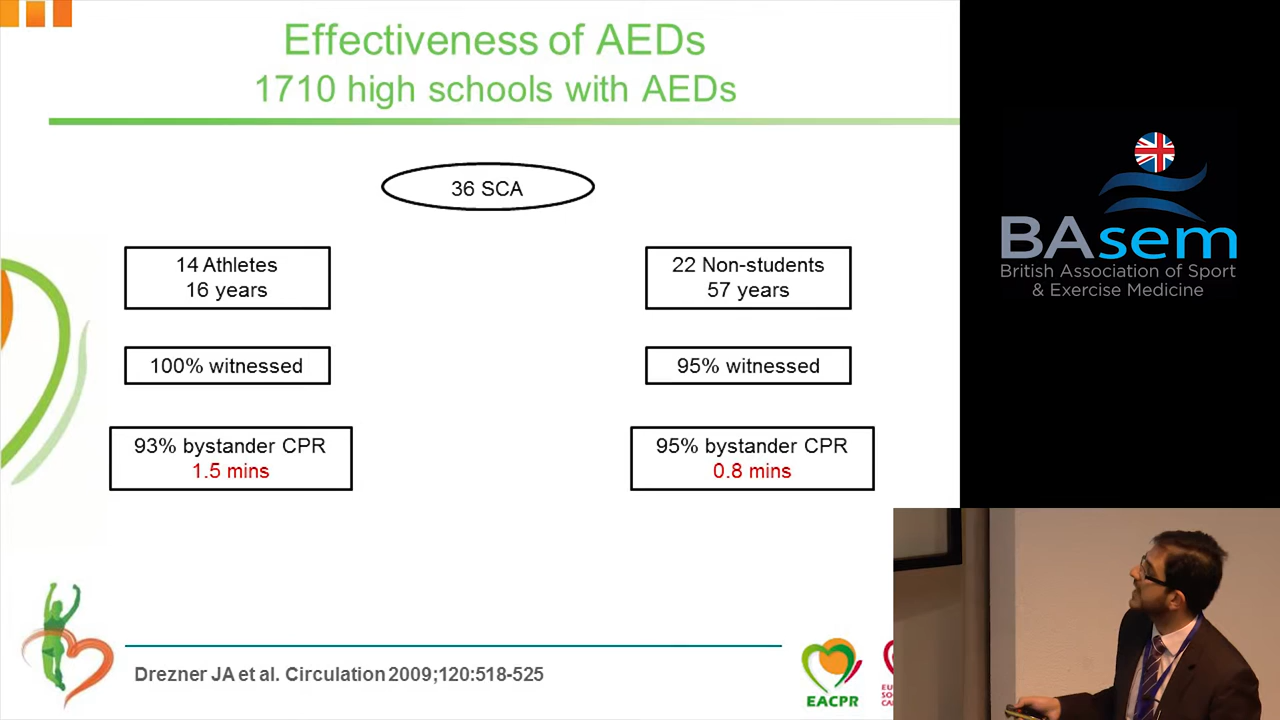 Effectiveness of AEDs
1710 high schools with AEDs
36 SCA
14 Athletes
16 years
22 Non-students
57 years
100% witnessed
95% witnessed
93% bystander CPR
1.5 mins
95% bystander CPR
0.8 mins
Drezner JA et al. Circulation 2009;120:518-525
EACPR
BAsem
British Association of Sport
& Exercise Medicine